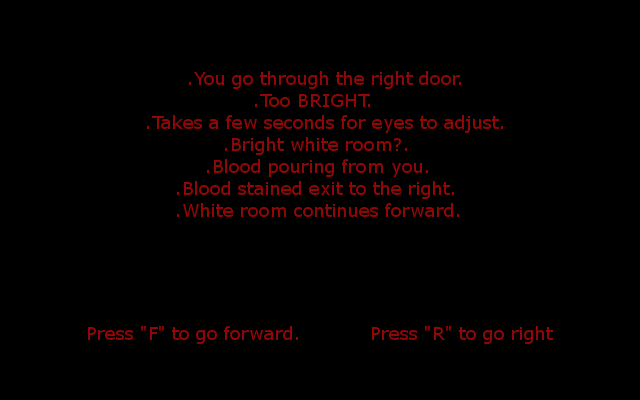 .You go through the right door.
.Too BRIGHT.
.Takes a few seconds for eyes to adjust.
.Bright white room?.
.Blood pouring from you.
.Blood stained exit to the right.
.White room continues forward.
Press "F" to go forward. Press "R" to go right